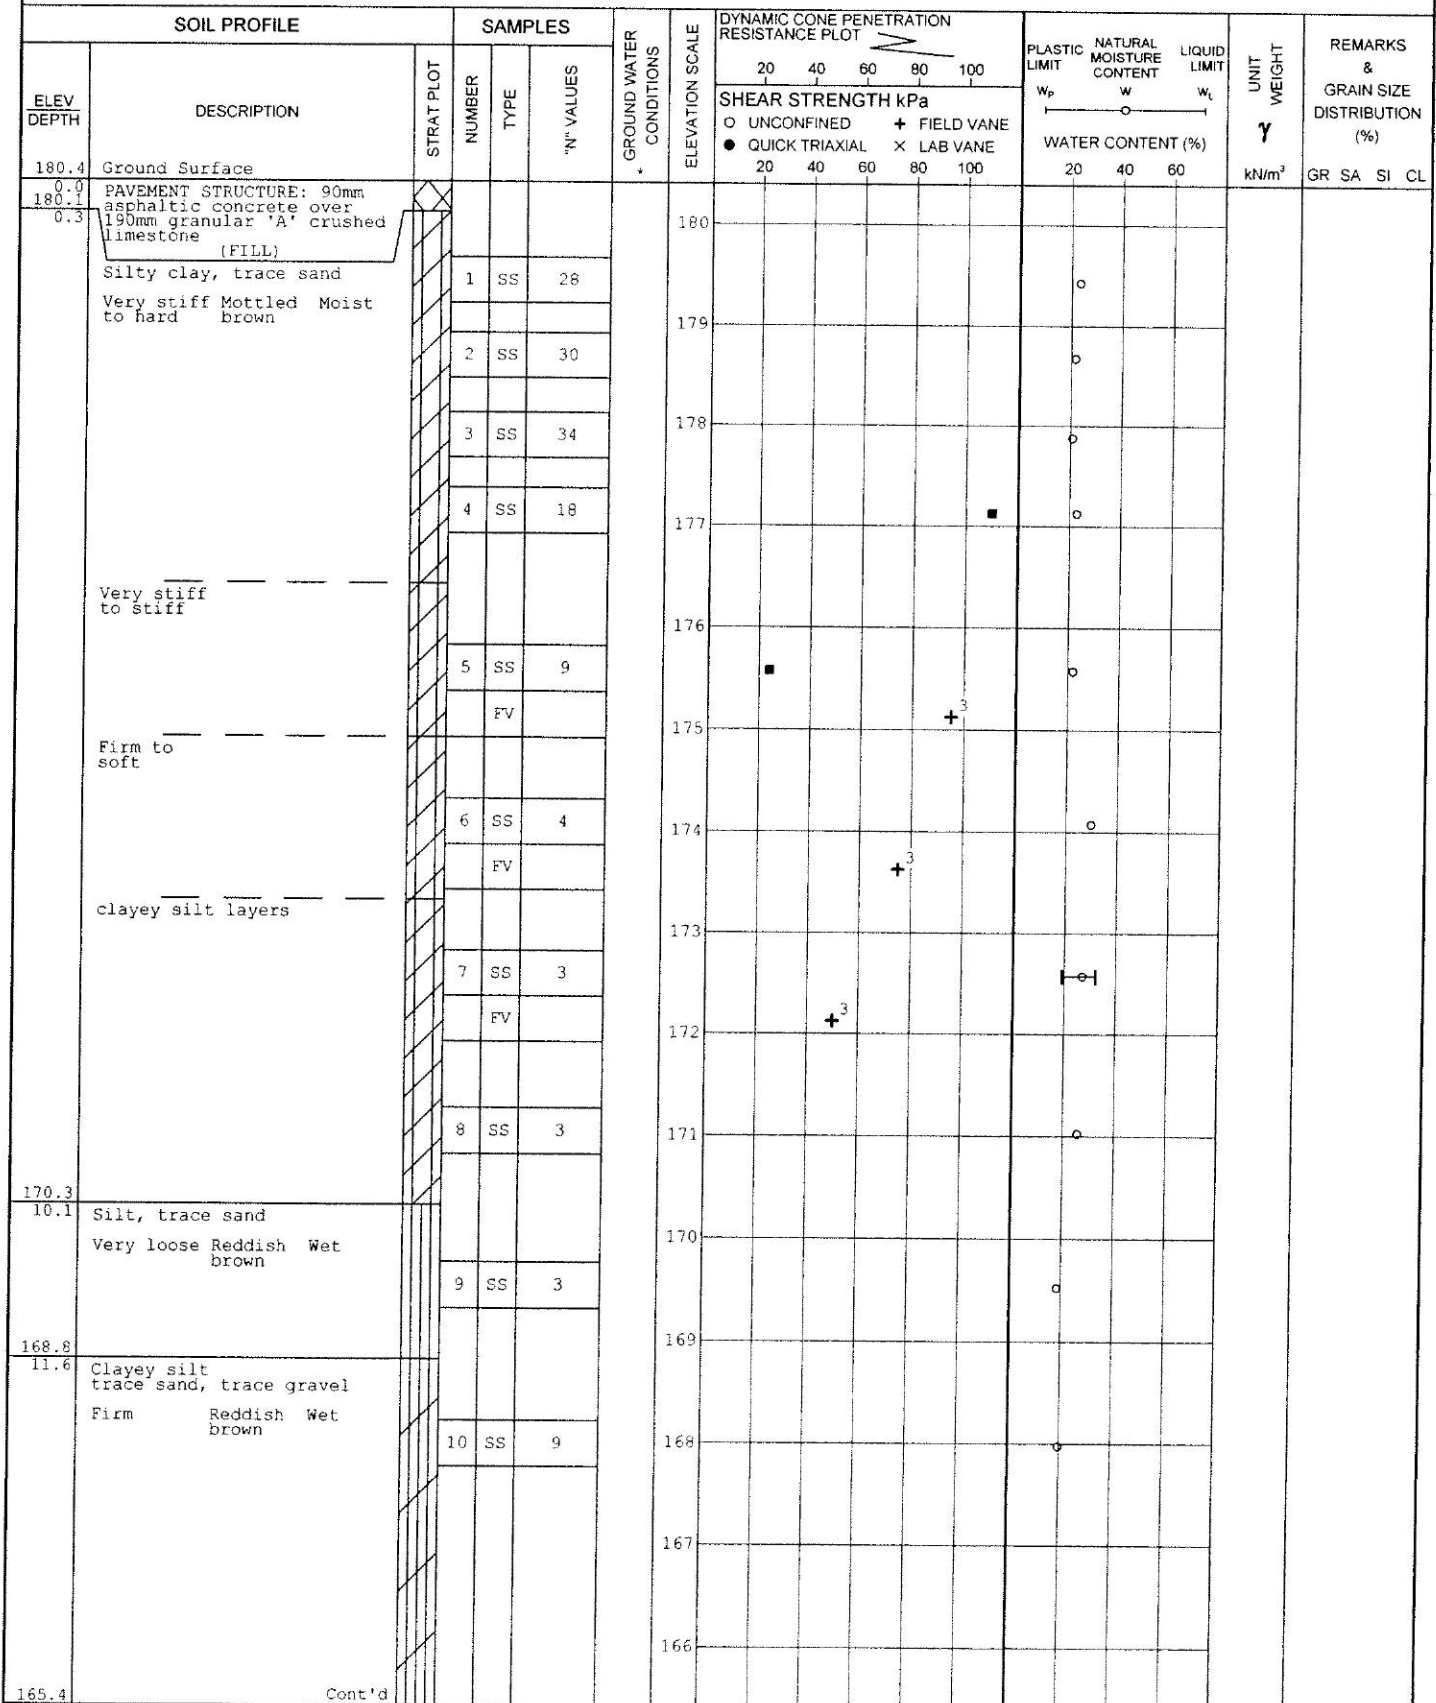 SOIL PROFILE
SAMPLES
GROUND WATER CONDITIONS
*
ELEVATION SCALE
DYNAMIC CONE PENETRATION
RESISTANCE PLOT
20 40 60 80 100
SHEAR STRENGTH kPa
○ UNCONFINED + FIELD VANE
● QUICK TRIAXIAL × LAB VANE
20 40 60 80 100
PLASTIC LIMIT
NATURAL MOISTURE CONTENT
LIQUID LIMIT
WP W WL
WATER CONTENT (%)
20 40 60
UNIT WEIGHT
γ
kN/m³
REMARKS
&
GRAIN SIZE
DISTRIBUTION
(%)
GR SA SI CL
ELEV
DEPTH
DESCRIPTION
STRAT PLOT
NUMBER
TYPE
"N" VALUES
180.4 Ground Surface
0.0
180.1
0.3
PAVEMENT STRUCTURE: 90mm
asphaltic concrete over
190mm granular 'A' crushed
limestone
(FILL)
Silty clay, trace sand
Very stiff Mottled Moist
to hard brown
180
1 SS 28
179
2 SS 30
178
3 SS 34
4 SS 18
177
Very stiff
to stiff
176
5 SS 9
FV
3
175
Firm to
soft
6 SS 4
174
FV
3
clayey silt layers
173
7 SS 3
FV
3
172
8 SS 3
171
170.3
10.1 Silt, trace sand
Very loose Reddish Wet
brown
170
9 SS 3
169
168.8
11.6 Clayey silt
trace sand, trace gravel
Firm Reddish Wet
brown
10 SS 9
168
167
166
165.4 Cont'd